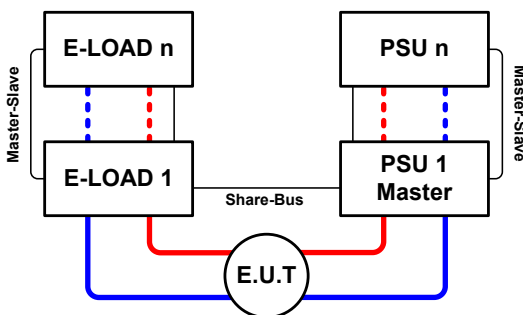 E-LOAD n
PSU n
Master-Slave
Master-Slave
E-LOAD 1
PSU 1
Master
Share-Bus
E.U.T